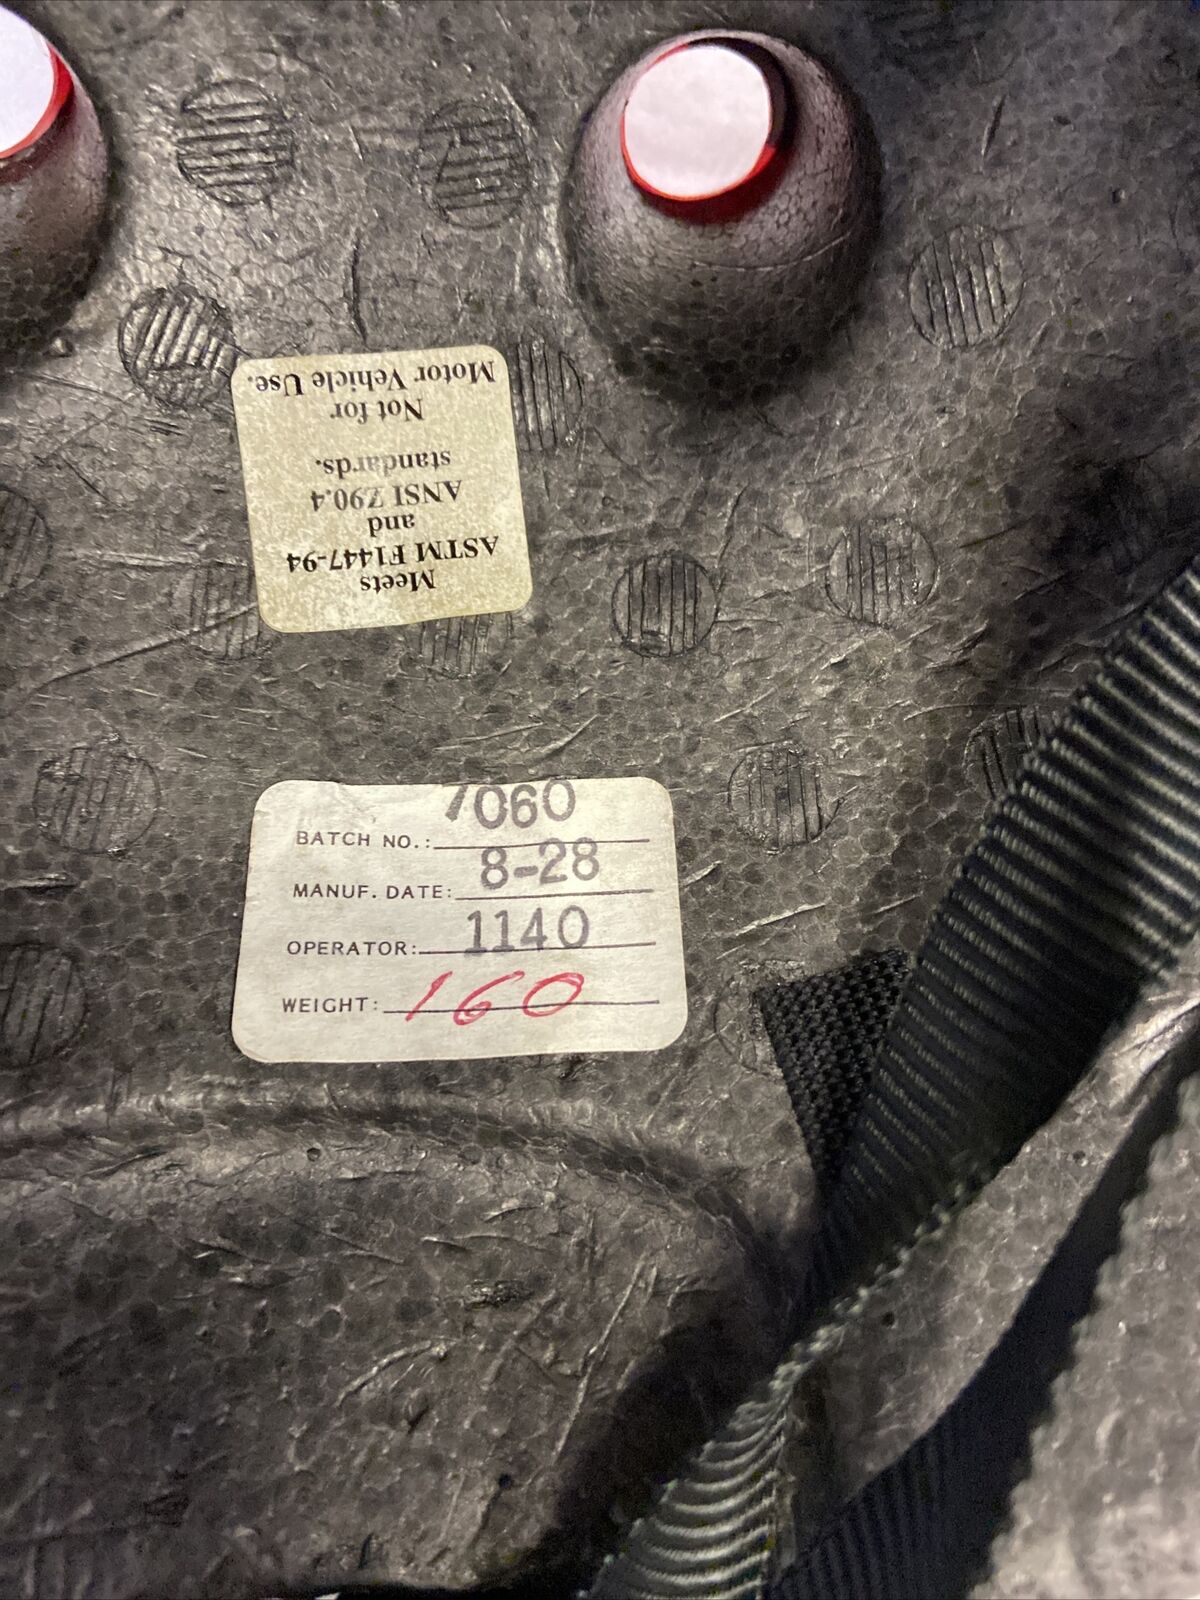 Meets
ASTM F1447-94
and
ANSI Z90.4
standards.
Not for
Motor Vehicle Use.
BATCH NO.: 7060
MANUF. DATE: 8-28
OPERATOR: 1140
WEIGHT: 160